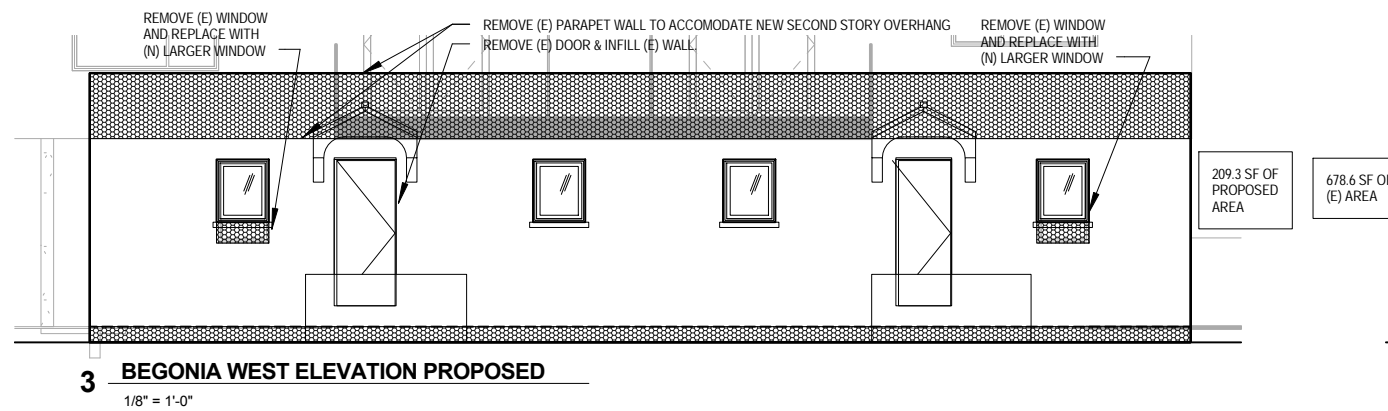 REMOVE (E) WINDOW
AND REPLACE WITH
(N) LARGER WINDOW
REMOVE (E) PARAPET WALL TO ACCOMODATE NEW SECOND STORY OVERHANG
REMOVE (E) DOOR & INFILL (E) WALL.
REMOVE (E) WINDOW
AND REPLACE WITH
(N) LARGER WINDOW
209.3 SF OF
PROPOSED
AREA
678.6 SF OF
(E) AREA
3 BEGONIA WEST ELEVATION PROPOSED
1/8" = 1'-0"